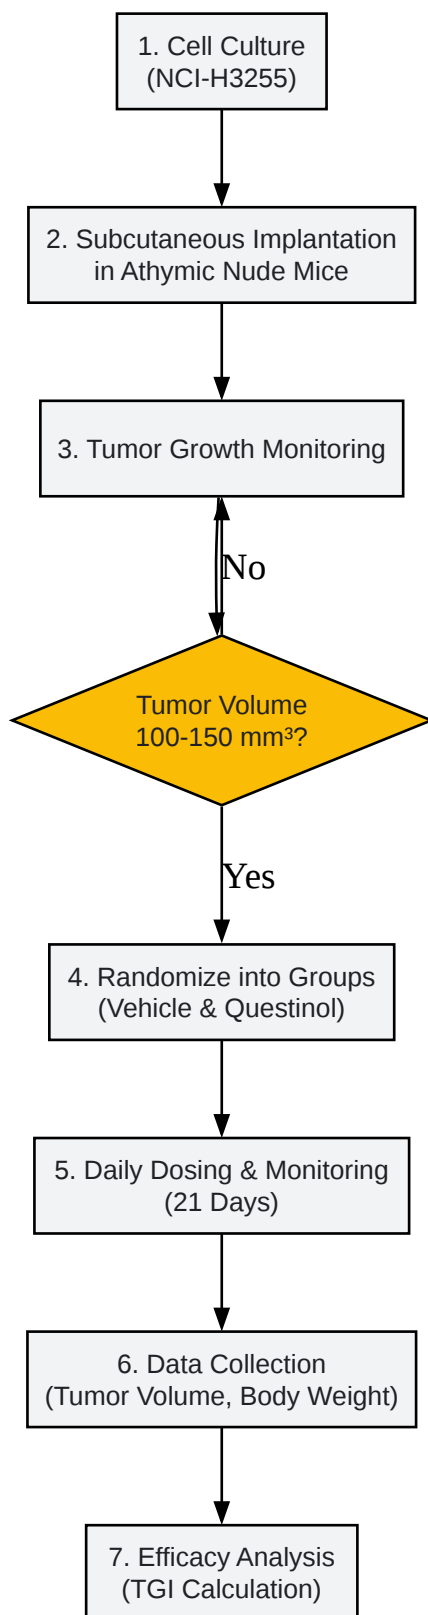 1. Cell Culture
(NCI-H3255)
2. Subcutaneous Implantation
in Athymic Nude Mice
3. Tumor Growth Monitoring
No
Tumor Volume
100-150 mm³?
Yes
4. Randomize into Groups
(Vehicle & Questinol)
5. Daily Dosing & Monitoring
(21 Days)
6. Data Collection
(Tumor Volume, Body Weight)
7. Efficacy Analysis
(TGI Calculation)